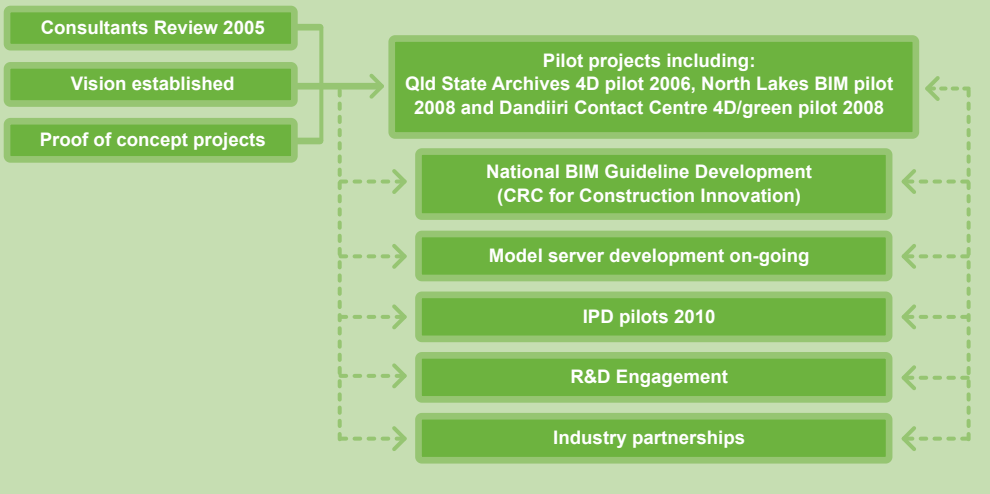 Consultants Review 2005
Vision established
Proof of concept projects
Pilot projects including:
Qld State Archives 4D pilot 2006, North Lakes BIM pilot
2008 and Dandiiri Contact Centre 4D/green pilot 2008
National BIM Guideline Development
(CRC for Construction Innovation)
Model server development on-going
IPD pilots 2010
R&D Engagement
Industry partnerships